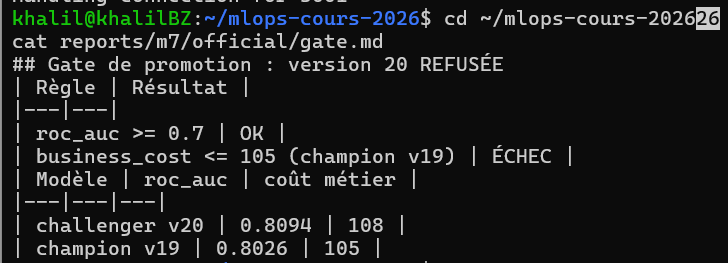 khalil@khalilBZ:~/mlops-cours-2026$ cd ~/mlops-cours-202626
cat reports/m7/official/gate.md
## Gate de promotion : version 20 REFUSÉE
| Règle | Résultat |
|---|---|
| roc_auc >= 0.7 | OK |
| business_cost <= 105 (champion v19) | ÉCHEC |
| Modèle | roc_auc | coût métier |
|---|---|---|
| challenger v20 | 0.8094 | 108 |
| champion v19 | 0.8026 | 105 |